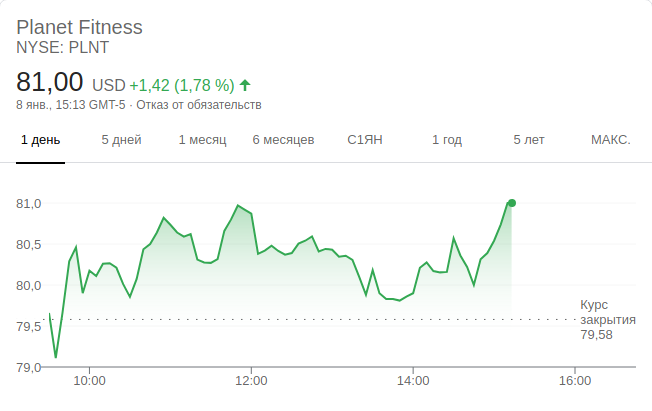 Planet Fitness
NYSE: PLNT
81,00 USD +1,42 (1,78 %)
8 янв., 15:13 GMT-5 · Отказ от обязательств
1 день 5 дней 1 месяц 6 месяцев С1ЯН 1 год 5 лет МАКС.
81,0
80,5
80,0
79,5
79,0
Курс
закрытия
79,58
10:00 12:00 14:00 16:00